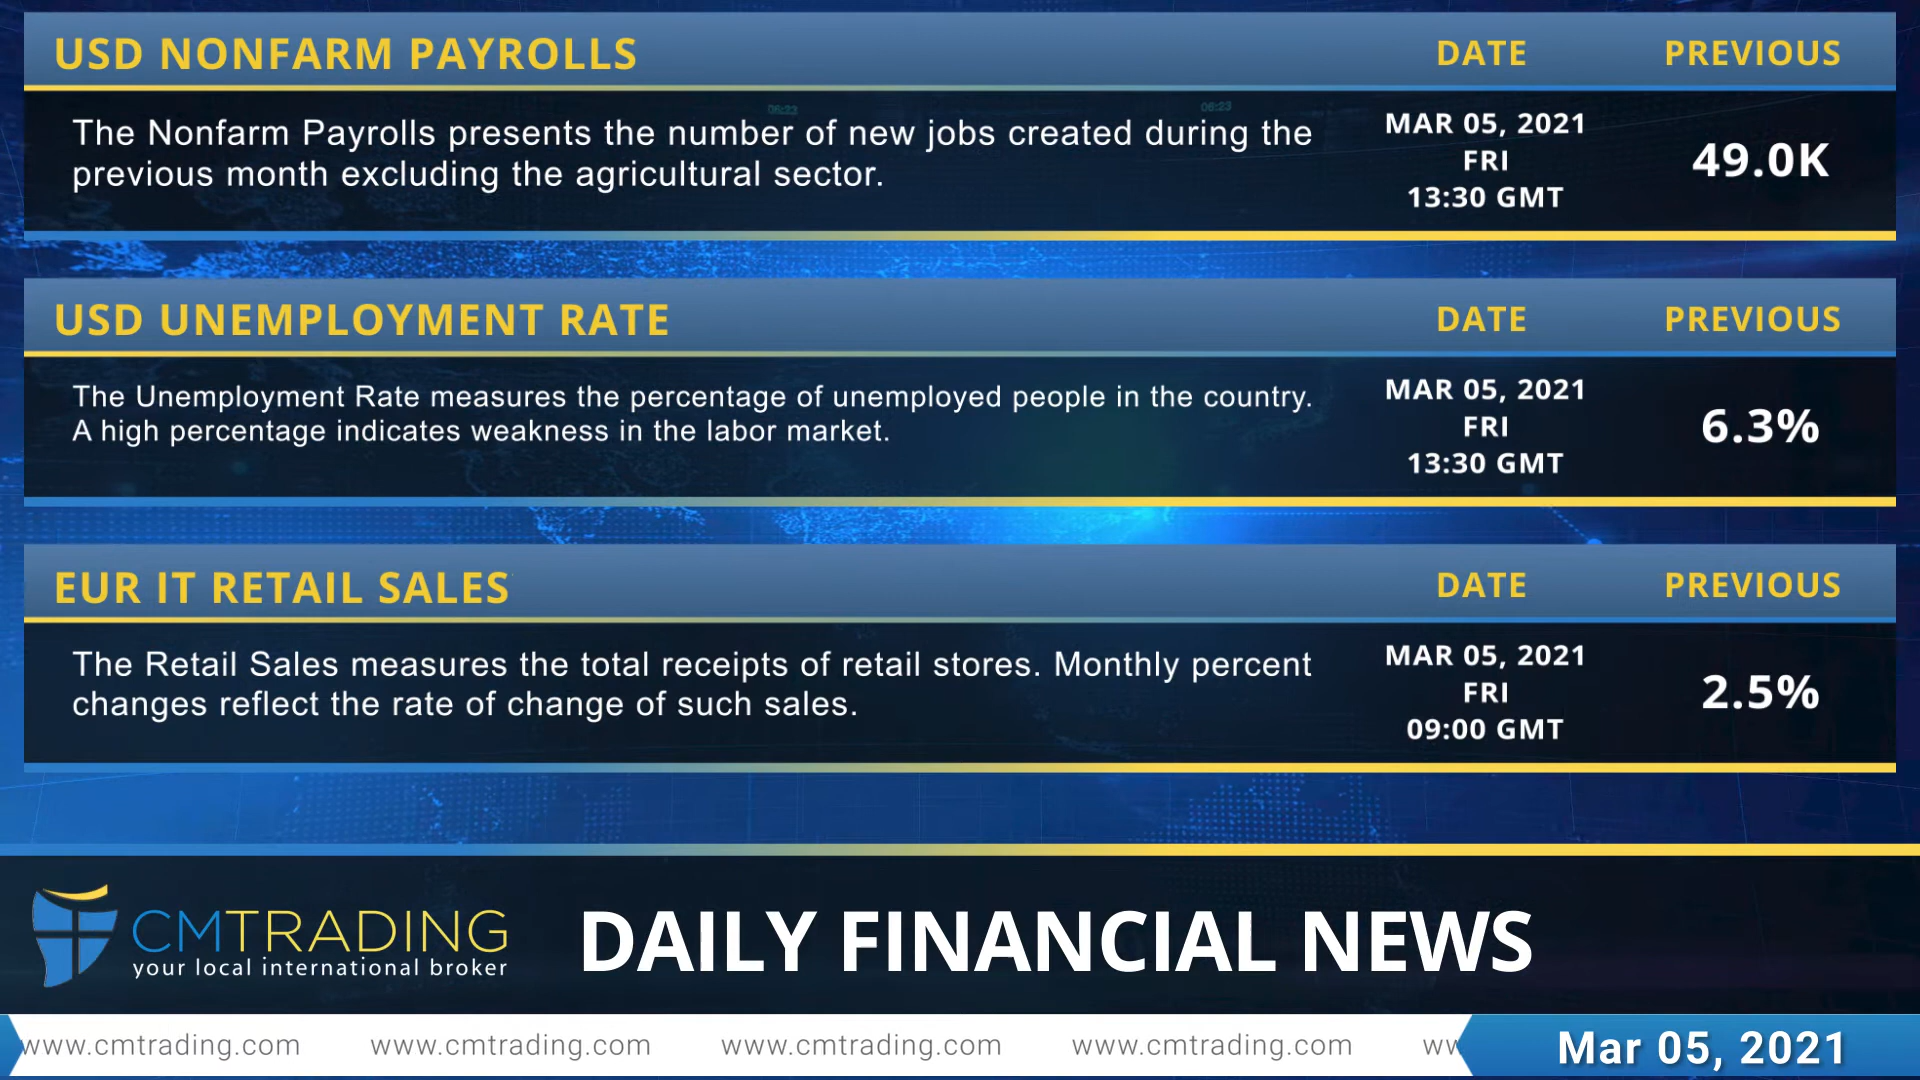 USD NONFARM PAYROLLS DATE PREVIOUS
06:23 06:23
The Nonfarm Payrolls presents the number of new jobs created during the
previous month excluding the agricultural sector.
MAR 05, 2021
FRI
13:30 GMT
49.0K
USD UNEMPLOYMENT RATE DATE PREVIOUS
The Unemployment Rate measures the percentage of unemployed people in the country.
A high percentage indicates weakness in the labor market.
MAR 05, 2021
FRI
13:30 GMT
6.3%
EUR IT RETAIL SALES DATE PREVIOUS
The Retail Sales measures the total receipts of retail stores. Monthly percent
changes reflect the rate of change of such sales.
MAR 05, 2021
FRI
09:00 GMT
2.5%
CMTRADING
your local international broker
DAILY FINANCIAL NEWS
www.cmtrading.com www.cmtrading.com www.cmtrading.com www.cmtrading.com ww
Mar 05, 2021